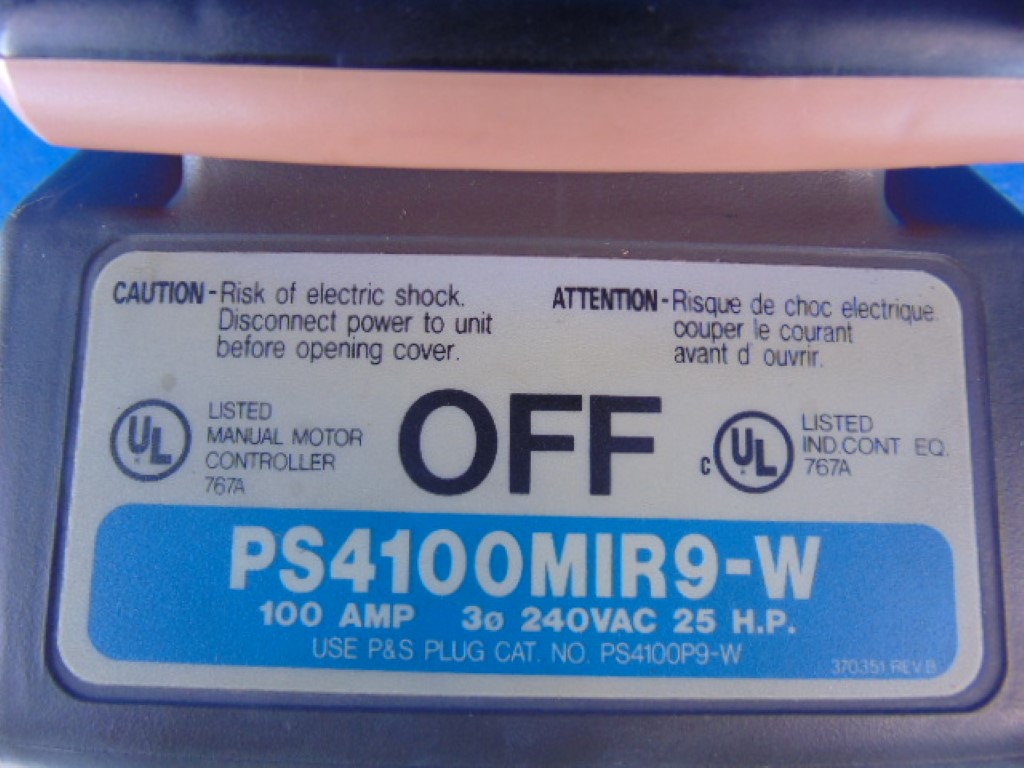 CAUTION - Risk of electric shock.
Disconnect power to unit
before opening cover.
ATTENTION - Risque de choc electrique.
couper le courant
avant d ouvrir.
UL
LISTED
MANUAL MOTOR
CONTROLLER
767A
OFF
C UL
LISTED
IND.CONT EQ.
767A
PS4100MIR9-W
100 AMP 3ø 240VAC 25 H.P.
USE P&S PLUG CAT. NO. PS4100P9-W
370351 REV.B